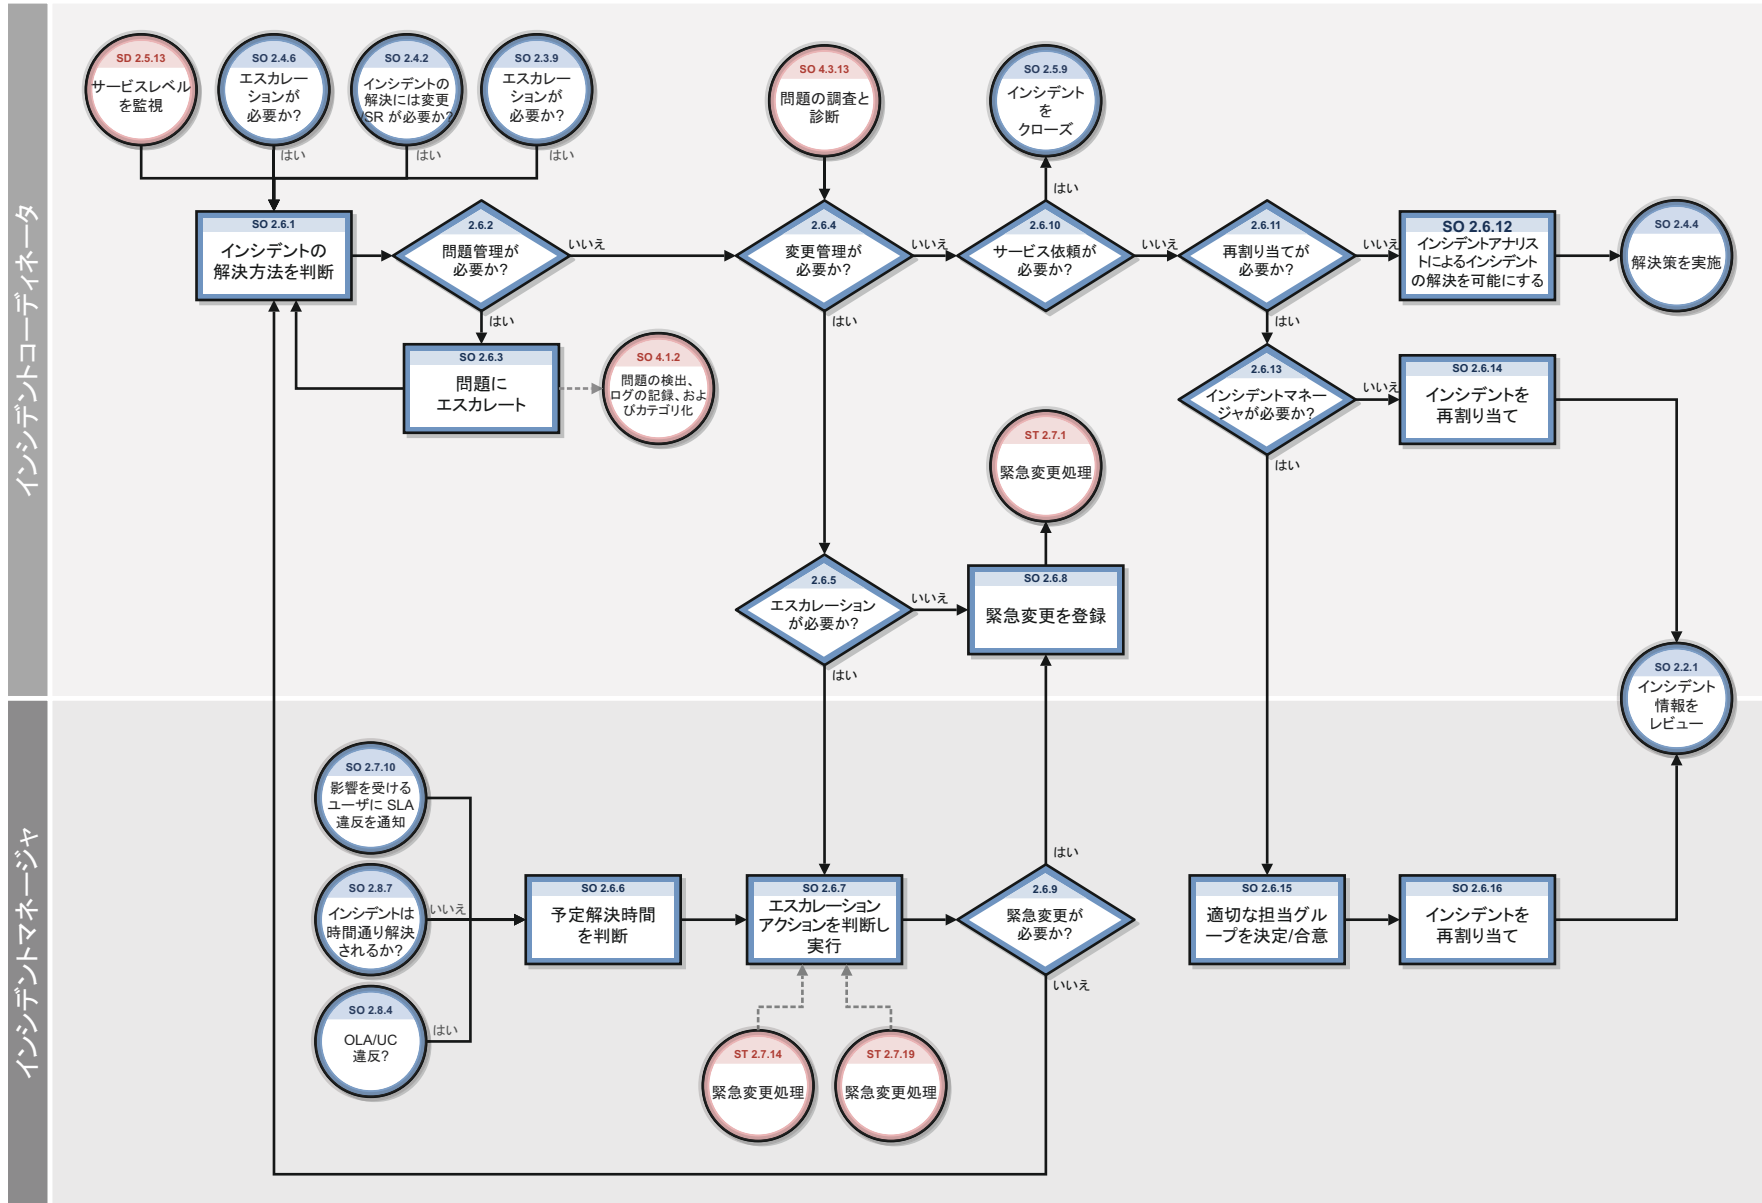 インシデントコーディネータ
SD 2.5.13
サービスレベル
を監視
SO 2.4.6
エスカレー
ションが
必要か?
はい
SO 2.4.2
インシデントの
解決には変更
/SR が必要か?
はい
SO 2.3.9
エスカレー
ションが
必要か?
はい
SO 4.3.13
問題の調査と
診断
SO 2.5.9
インシデント
を
クローズ
はい
SO 2.6.1
インシデントの
解決方法を判断
2.6.2
問題管理が
必要か?
いいえ
はい
2.6.4
変更管理が
必要か?
いいえ
はい
2.6.10
サービス依頼が
必要か?
いいえ
2.6.11
再割り当てが
必要か?
いいえ
はい
SO 2.6.12
インシデントアナリス
トによるインシデント
の解決を可能にする
SO 2.4.4
解決策を実施
SO 2.6.3
問題に
エスカレート
SO 4.1.2
問題の検出、
ログの記録、およ
びカテゴリ化
2.6.13
インシデントマネー
ジャが必要か?
いいえ
はい
SO 2.6.14
インシデントを
再割り当て
ST 2.7.1
緊急変更処理
2.6.5
エスカレーション
が必要か?
いいえ
はい
SO 2.6.8
緊急変更を登録
SO 2.2.1
インシデント
情報を
レビュー
インシデントマネージャ
SO 2.7.10
影響を受ける
ユーザに SLA
違反を通知
SO 2.8.7
インシデントは
時間通り解決
されるか?
いいえ
SO 2.8.4
OLA/UC
違反?
はい
SO 2.6.6
予定解決時間
を判断
SO 2.6.7
エスカレーション
アクションを判断し
実行
はい
2.6.9
緊急変更が
必要か?
いいえ
SO 2.6.15
適切な担当グル
ープを決定/合意
SO 2.6.16
インシデントを
再割り当て
ST 2.7.14
緊急変更処理
ST 2.7.19
緊急変更処理